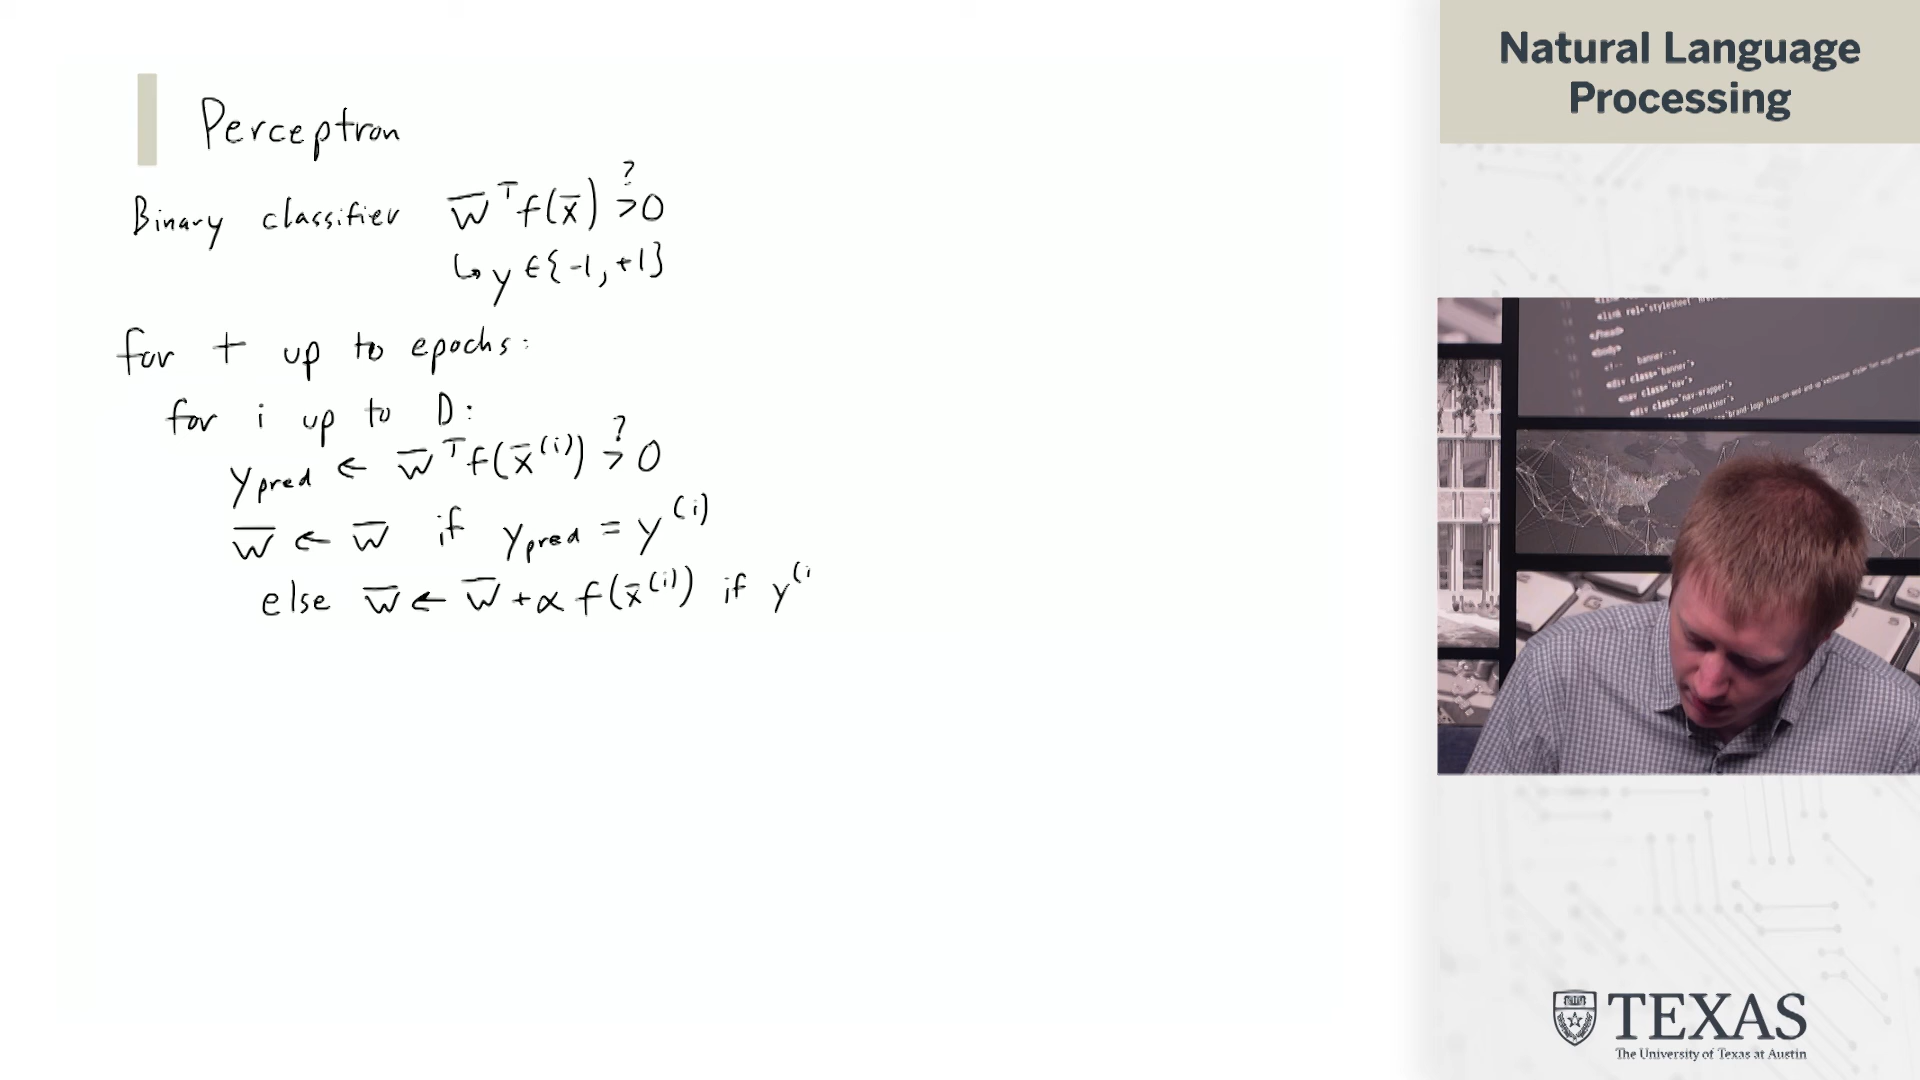 Perceptron
Binary classifier w̄ᵀf(x̄) >? 0
↳ y ∈ {-1, +1}
for t up to epochs:
for i up to D:
y_pred ← w̄ᵀf(x̄⁽ⁱ⁾) >? 0
w̄ ← w̄ if y_pred = y⁽ⁱ⁾
else w̄ ← w̄ + α f(x̄⁽ⁱ⁾) if y⁽ⁱ
Natural Language
Processing
TEXAS
The University of Texas at Austin